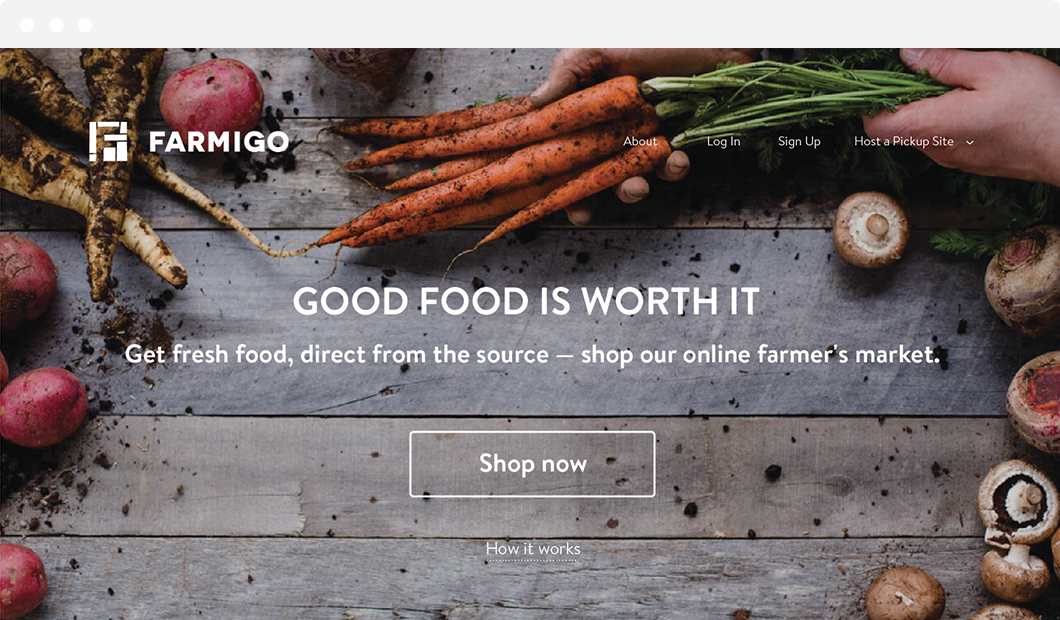 FARMIGO
About
Log In
Sign Up
Host a Pickup Site
GOOD FOOD IS WORTH IT
Get fresh food, direct from the source — shop our online farmer's market.
Shop now
How it works